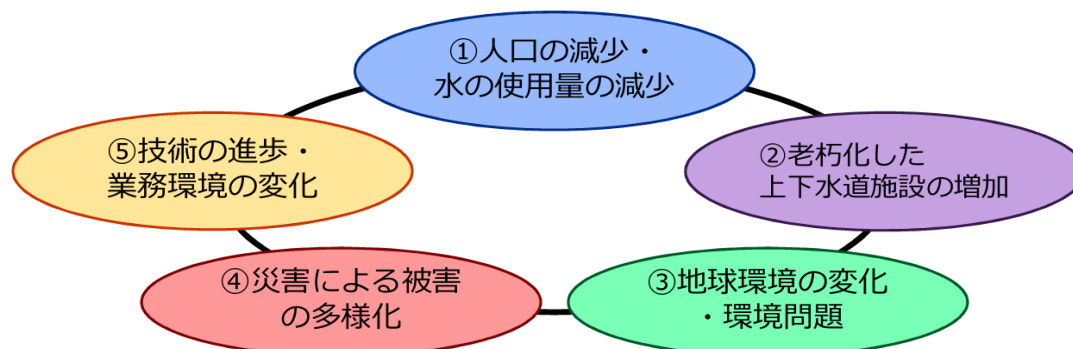 ①人口の減少・
水の使用量の減少
②老朽化した
上下水道施設の増加
③地球環境の変化
・環境問題
④災害による被害
の多様化
⑤技術の進歩・
業務環境の変化